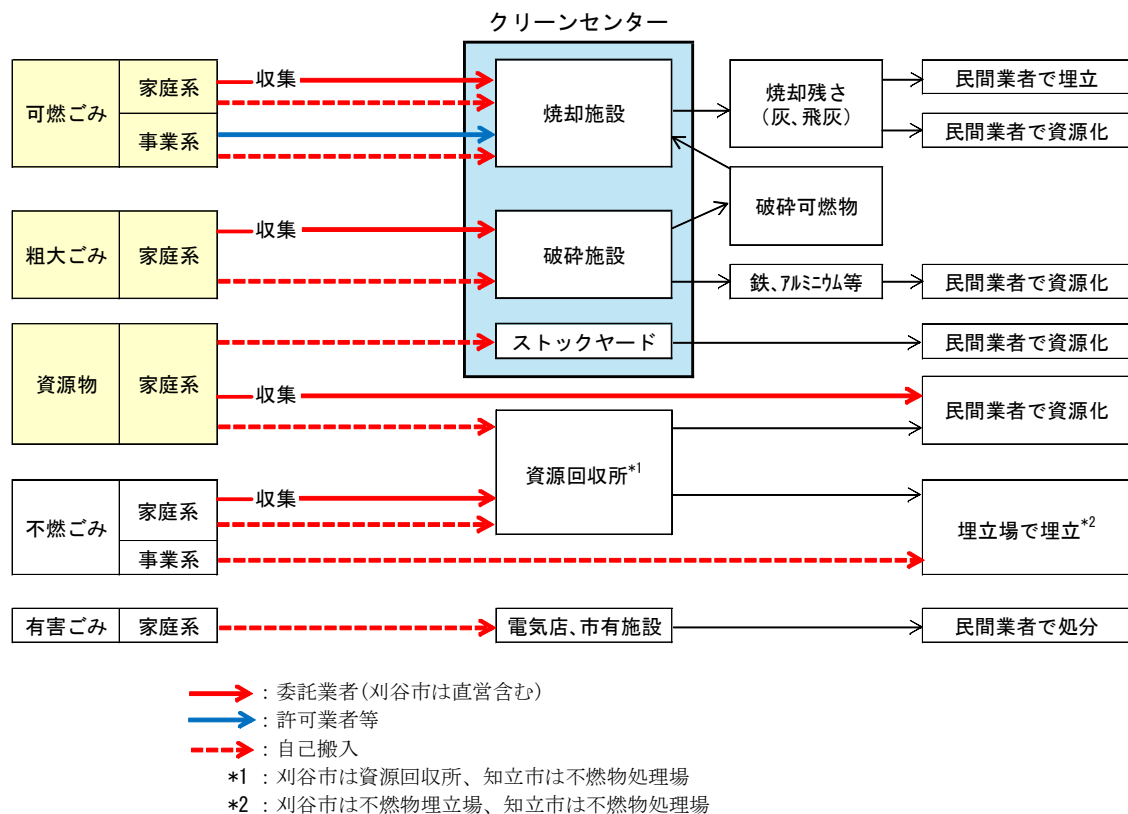 クリーンセンター
可燃ごみ
家庭系
収集
事業系
焼却施設
焼却残さ
(灰、飛灰)
民間業者で埋立
民間業者で資源化
破砕可燃物
粗大ごみ
家庭系
収集
破砕施設
鉄、アルミニウム等
民間業者で資源化
資源物
家庭系
ストックヤード
民間業者で資源化
収集
民間業者で資源化
資源回収所*1
不燃ごみ
家庭系
収集
事業系
埋立場で埋立*2
有害ごみ
家庭系
電気店、市有施設
民間業者で処分
:委託業者(刈谷市は直営含む)
:許可業者等
:自己搬入
*1 :刈谷市は資源回収所、知立市は不燃物処理場
*2 :刈谷市は不燃物埋立場、知立市は不燃物処理場